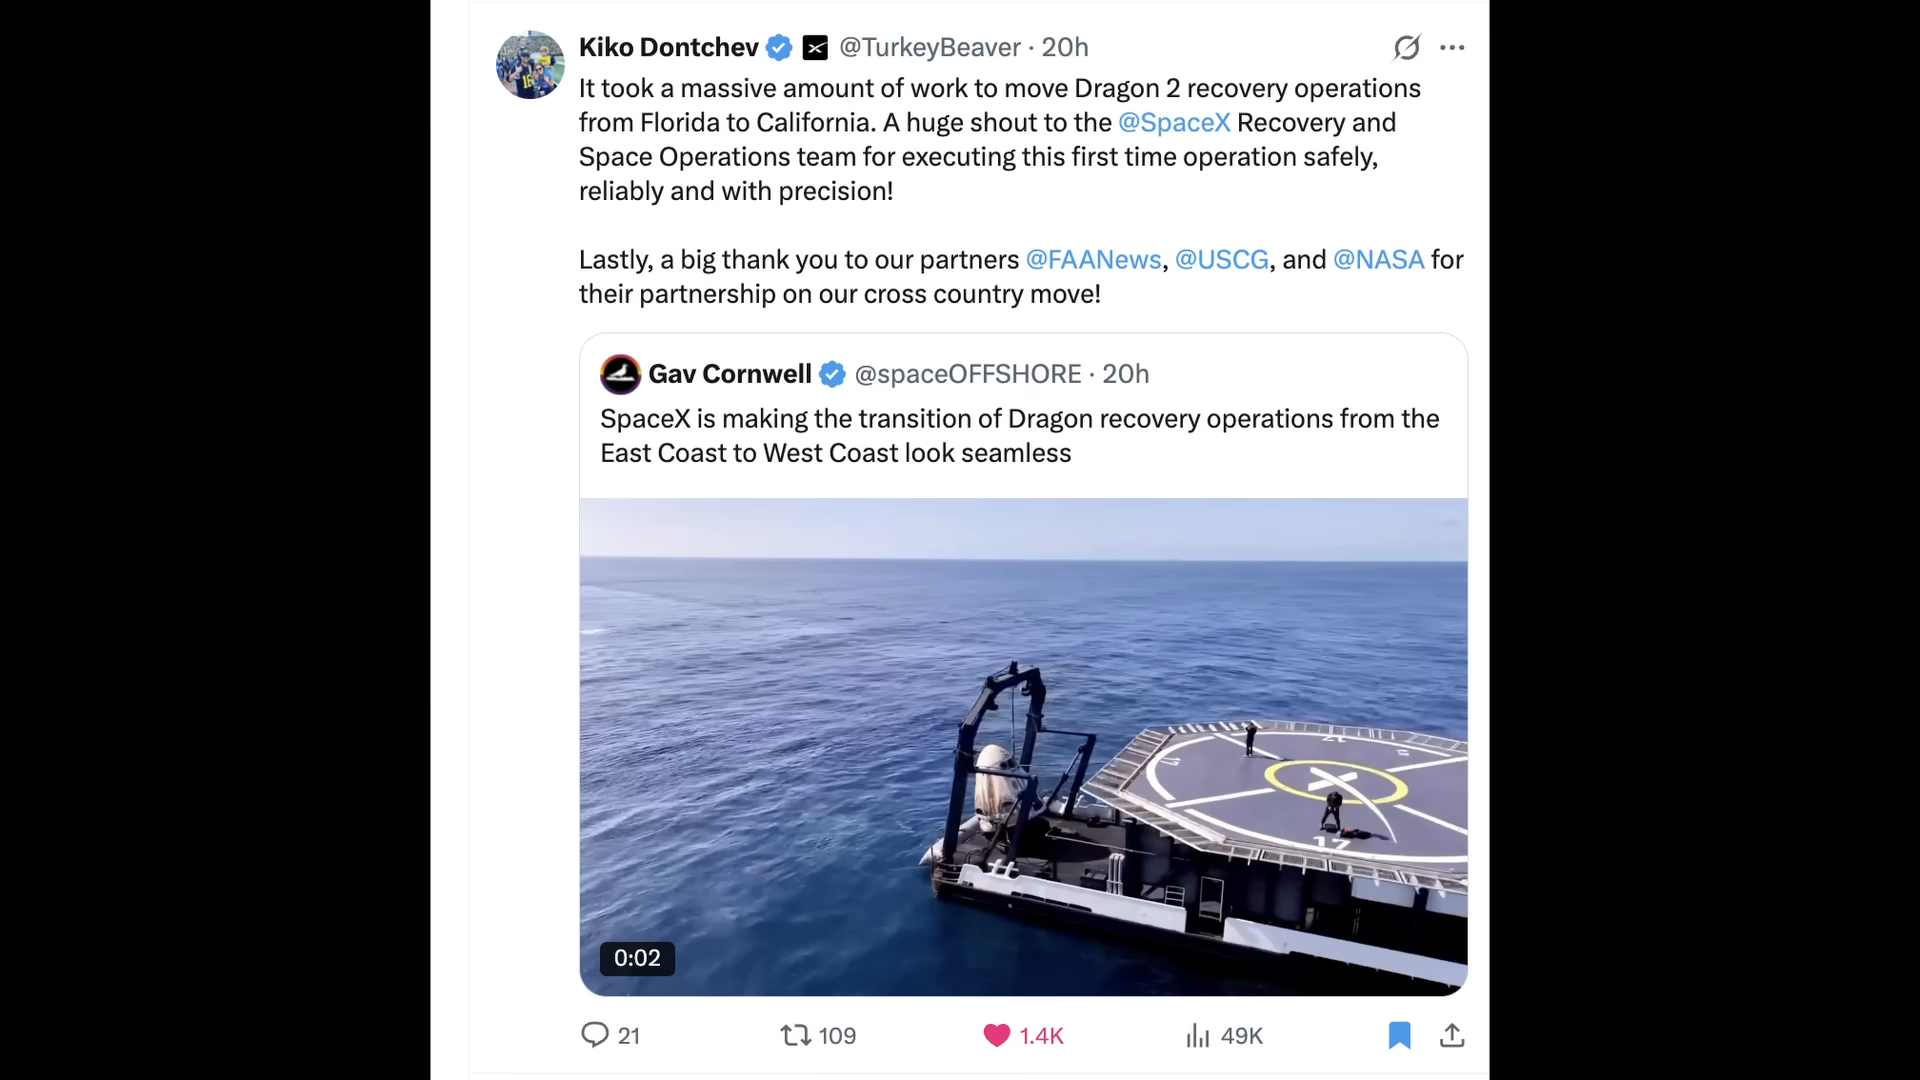 Kiko Dontchev @TurkeyBeaver · 20h
It took a massive amount of work to move Dragon 2 recovery operations
from Florida to California. A huge shout to the @SpaceX Recovery and
Space Operations team for executing this first time operation safely,
reliably and with precision!
Lastly, a big thank you to our partners @FAANews, @USCG, and @NASA for
their partnership on our cross country move!
Gav Cornwell @spaceOFFSHORE · 20h
SpaceX is making the transition of Dragon recovery operations from the
East Coast to West Coast look seamless
17
0:02
21 109 1.4K 49K